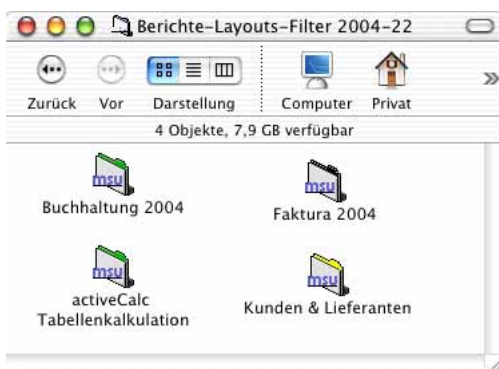 Berichte-Layouts-Filter 2004-22
Zurück Vor Darstellung Computer Privat
4 Objekte, 7,9 GB verfügbar
msu msu
Buchhaltung 2004 Faktura 2004
msu msu
activeCalc
Tabellenkalkulation
Kunden & Lieferanten